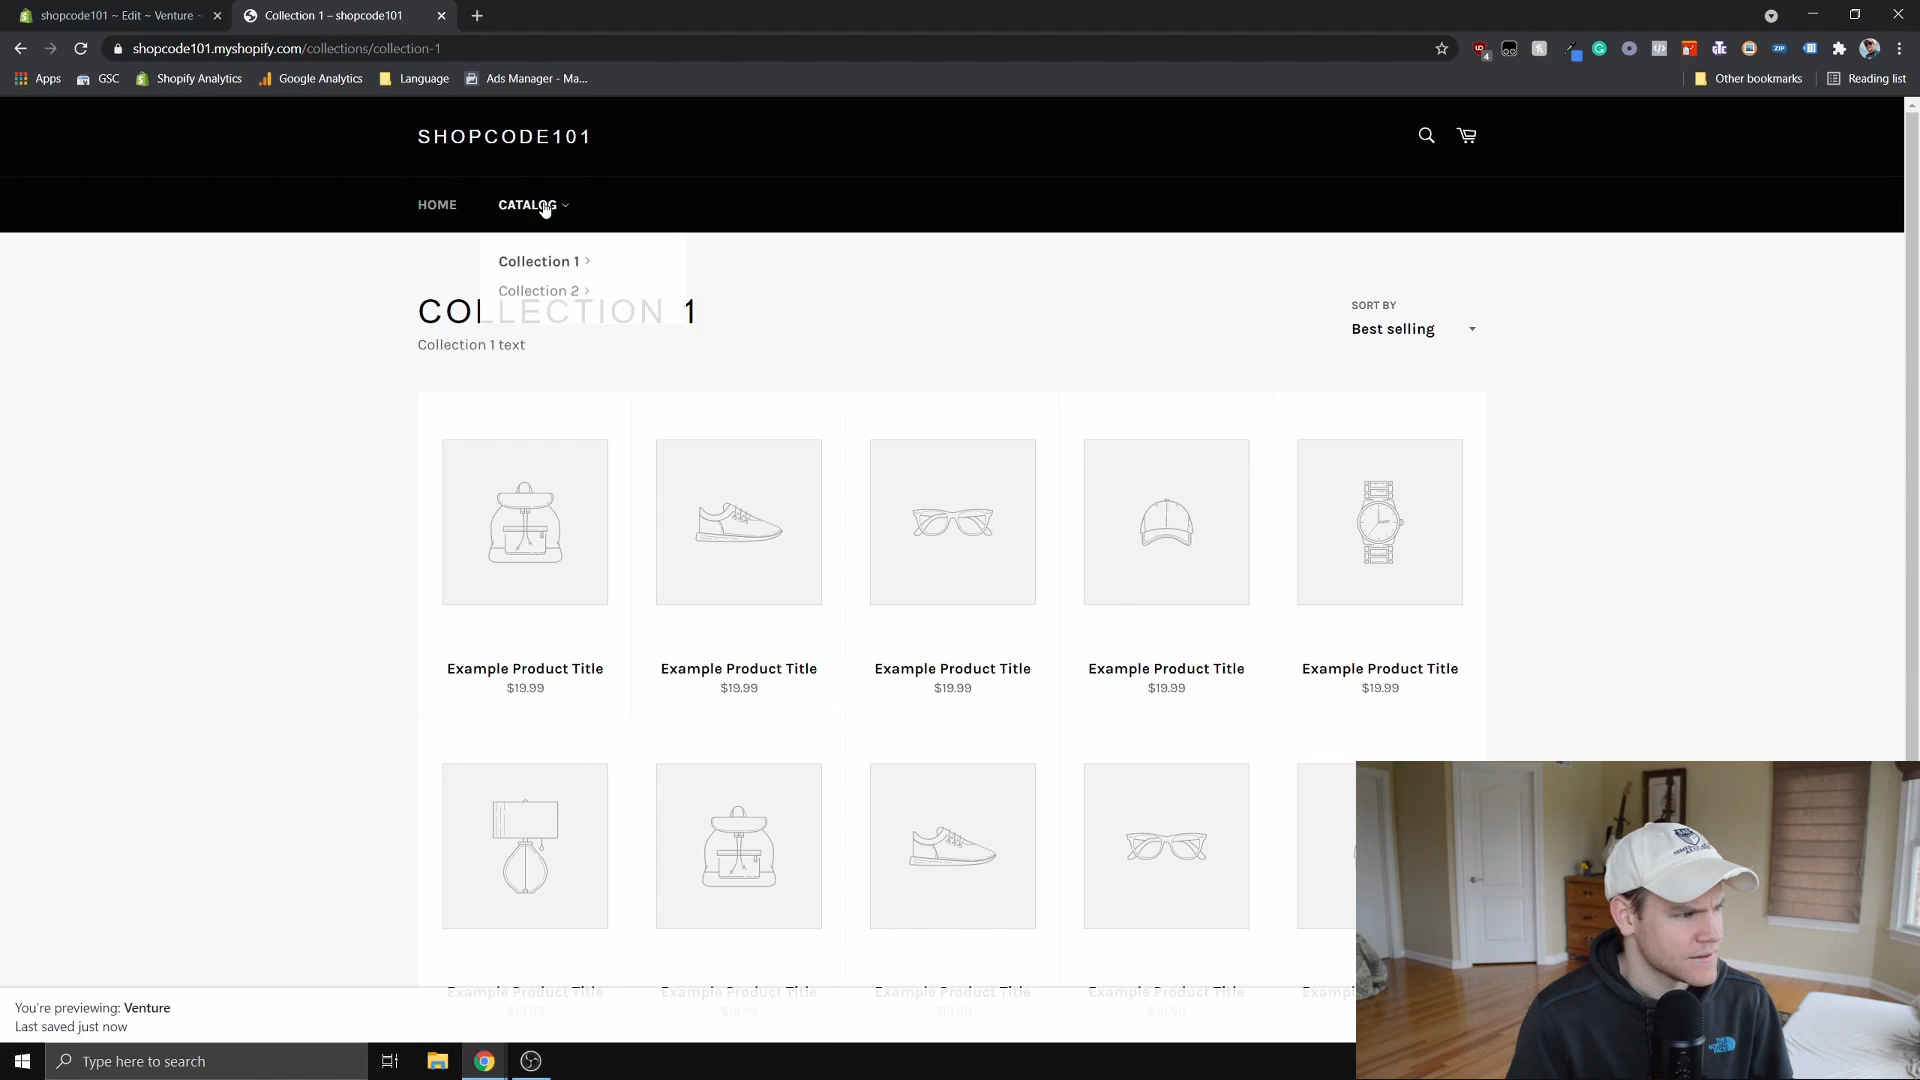 shopcode101 ~ Edit ~ Venture ~
Collection 1 – shopcode101
shopcode101.myshopify.com/collections/collection-1
Apps
GSC
Shopify Analytics
Google Analytics
Language
Ads Manager - Ma...
Other bookmarks
Reading list
SHOPCODE101
HOME
CATALOG
Collection 1
Collection 2
COLLECTION 1
Collection 1 text
SORT BY
Best selling
Example Product Title
$19.99
Example Product Title
$19.99
Example Product Title
$19.99
Example Product Title
$19.99
Example Product Title
$19.99
Example Product Title
$19.99
Example Product Title
$19.99
Example Product Title
$19.99
Example Product Title
$19.99
You're previewing: Venture
Last saved just now
Type here to search